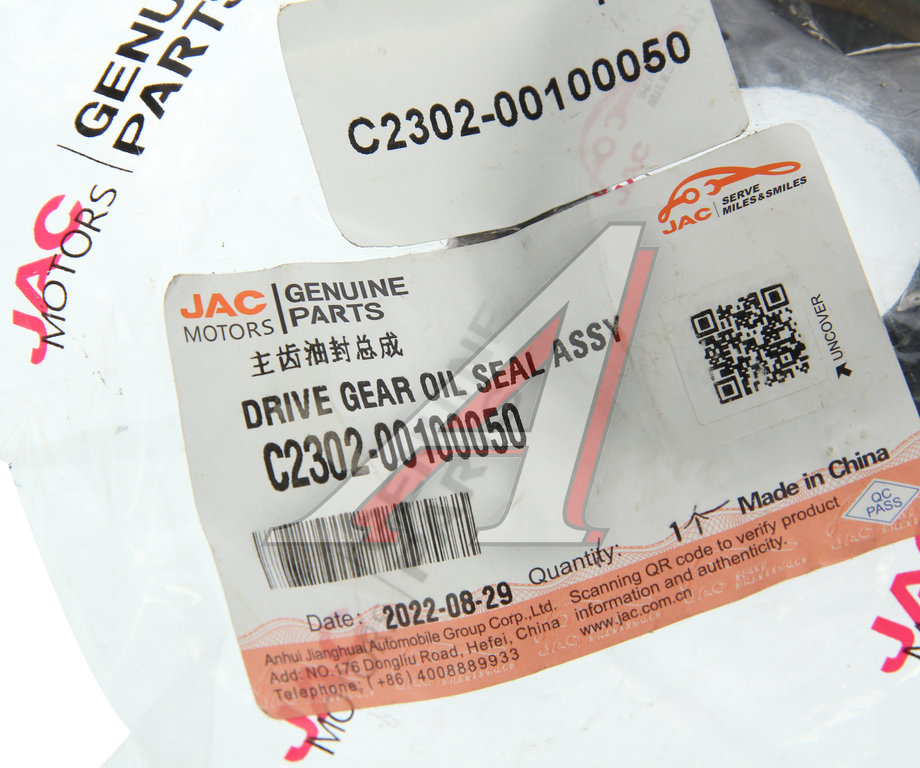 GENUINE
PARTS
JAC
MOTORS
C2302-00100050
JAC
SERVE
MILES&SMILES
JAC
MOTORS
GENUINE
PARTS
主齿油封总成
DRIVE GEAR OIL SEAL ASSY
C2302-00100050
UNCOVER
Date: 2022-08-29
Quantity: 1个
Made in China
QC
PASS
Anhui Jianghuai Automobile Group Corp.,Ltd.
Add: NO.176 Dongliu Road, Hefei, China
Telephone: (+86) 4008889933
Scanning QR code to verify product
information and authenticity.
www.jac.com.cn
JAC